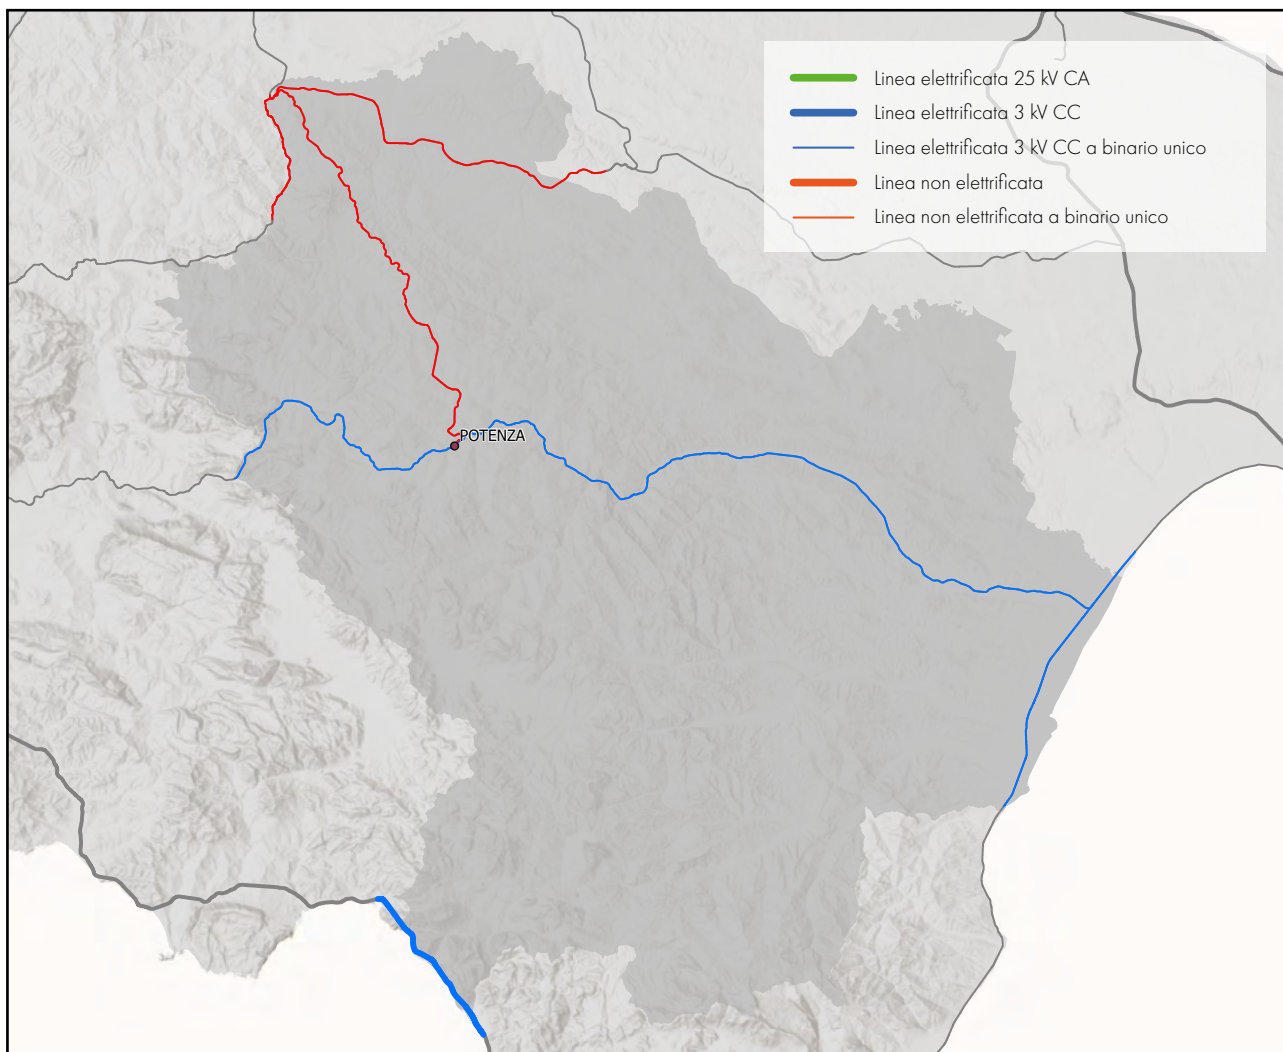 Linea elettrificata 25 kV CA
Linea elettrificata 3 kV CC
Linea elettrificata 3 kV CC a binario unico
Linea non elettrificata
Linea non elettrificata a binario unico
POTENZA